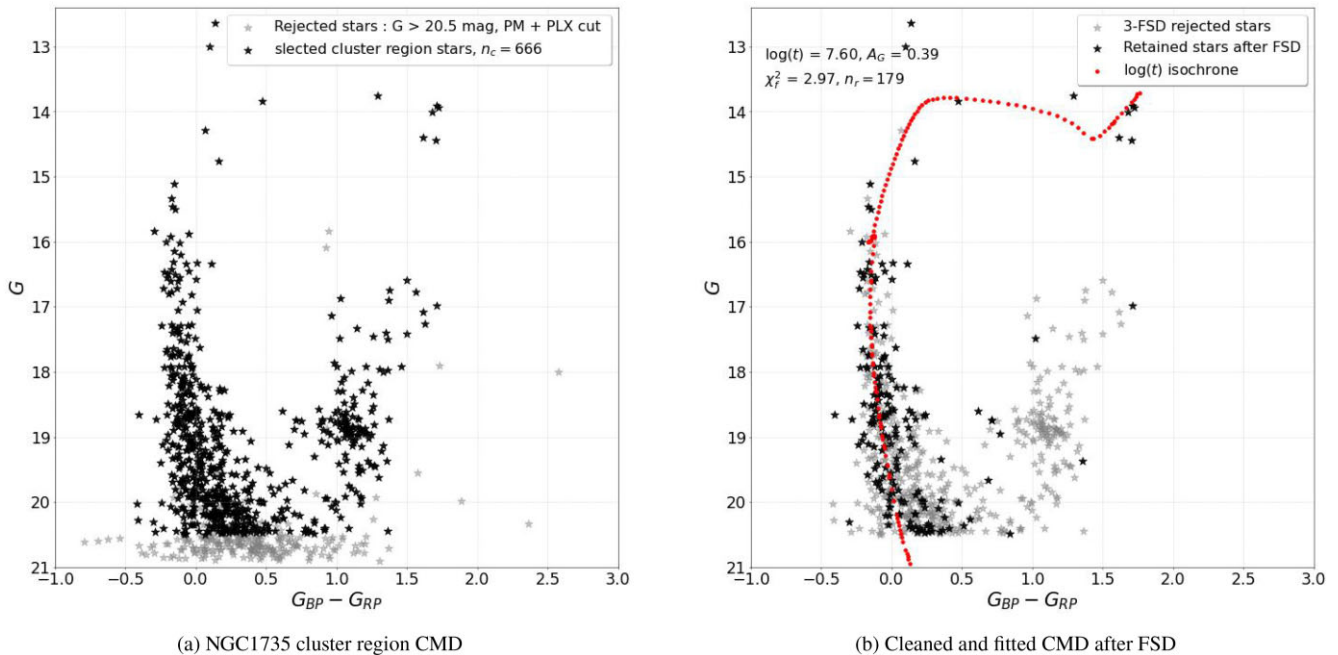 Rejected stars : G > 20.5 mag, PM + PLX cut
slected cluster region stars, n_c = 666
13
14
15
16
17
18
19
20
21
G
−1.0 −0.5 0.0 0.5 1.0 1.5 2.0 2.5 3.0
G_BP − G_RP
(a) NGC1735 cluster region CMD
3-FSD rejected stars
Retained stars after FSD
log(t) isochrone
log(t) = 7.60, A_G = 0.39
χ_f^2 = 2.97, n_r = 179
13
14
15
16
17
18
19
20
21
G
−1.0 −0.5 0.0 0.5 1.0 1.5 2.0 2.5 3.0
G_BP − G_RP
(b) Cleaned and fitted CMD after FSD